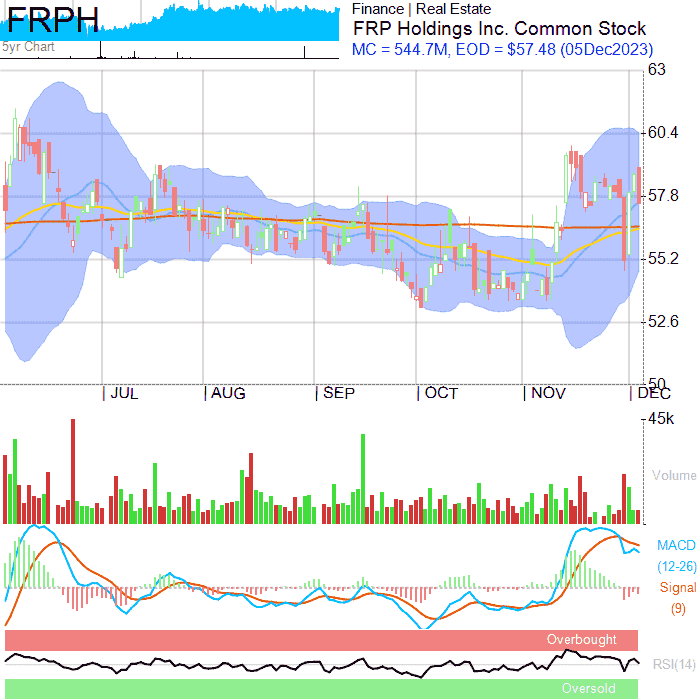 FRPH
5yr Chart
Finance | Real Estate
FRP Holdings Inc. Common Stock
MC = 544.7M, EOD = $57.48 (05Dec2023)
63
60.4
57.8
55.2
52.6
50
JUL AUG SEP OCT NOV DEC
45k
Volume
MACD
(12-26)
Signal
(9)
Overbought
RSI(14)
Oversold